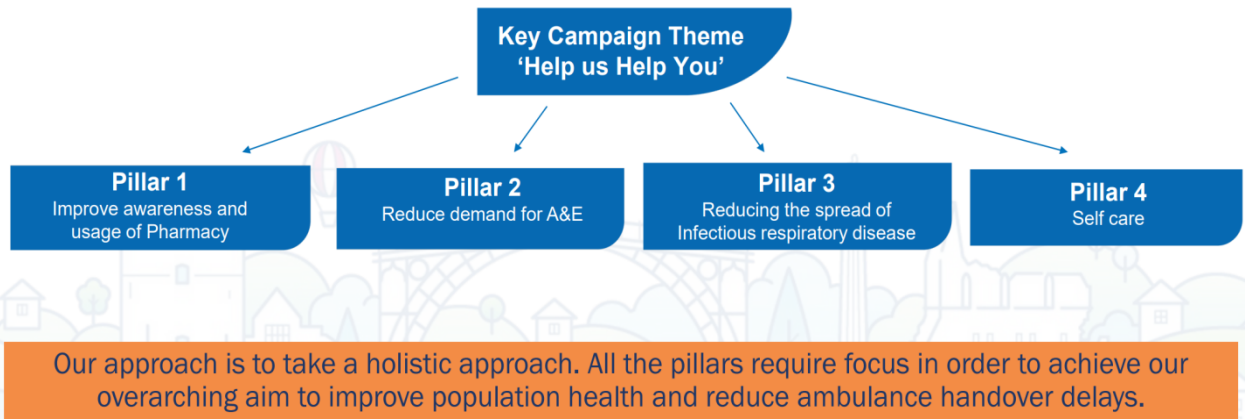 Key Campaign Theme
‘Help us Help You’
Pillar 1
Improve awareness and
usage of Pharmacy
Pillar 2
Reduce demand for A&E
Pillar 3
Reducing the spread of
Infectious respiratory disease
Pillar 4
Self care
Our approach is to take a holistic approach. All the pillars require focus in order to achieve our
overarching aim to improve population health and reduce ambulance handover delays.